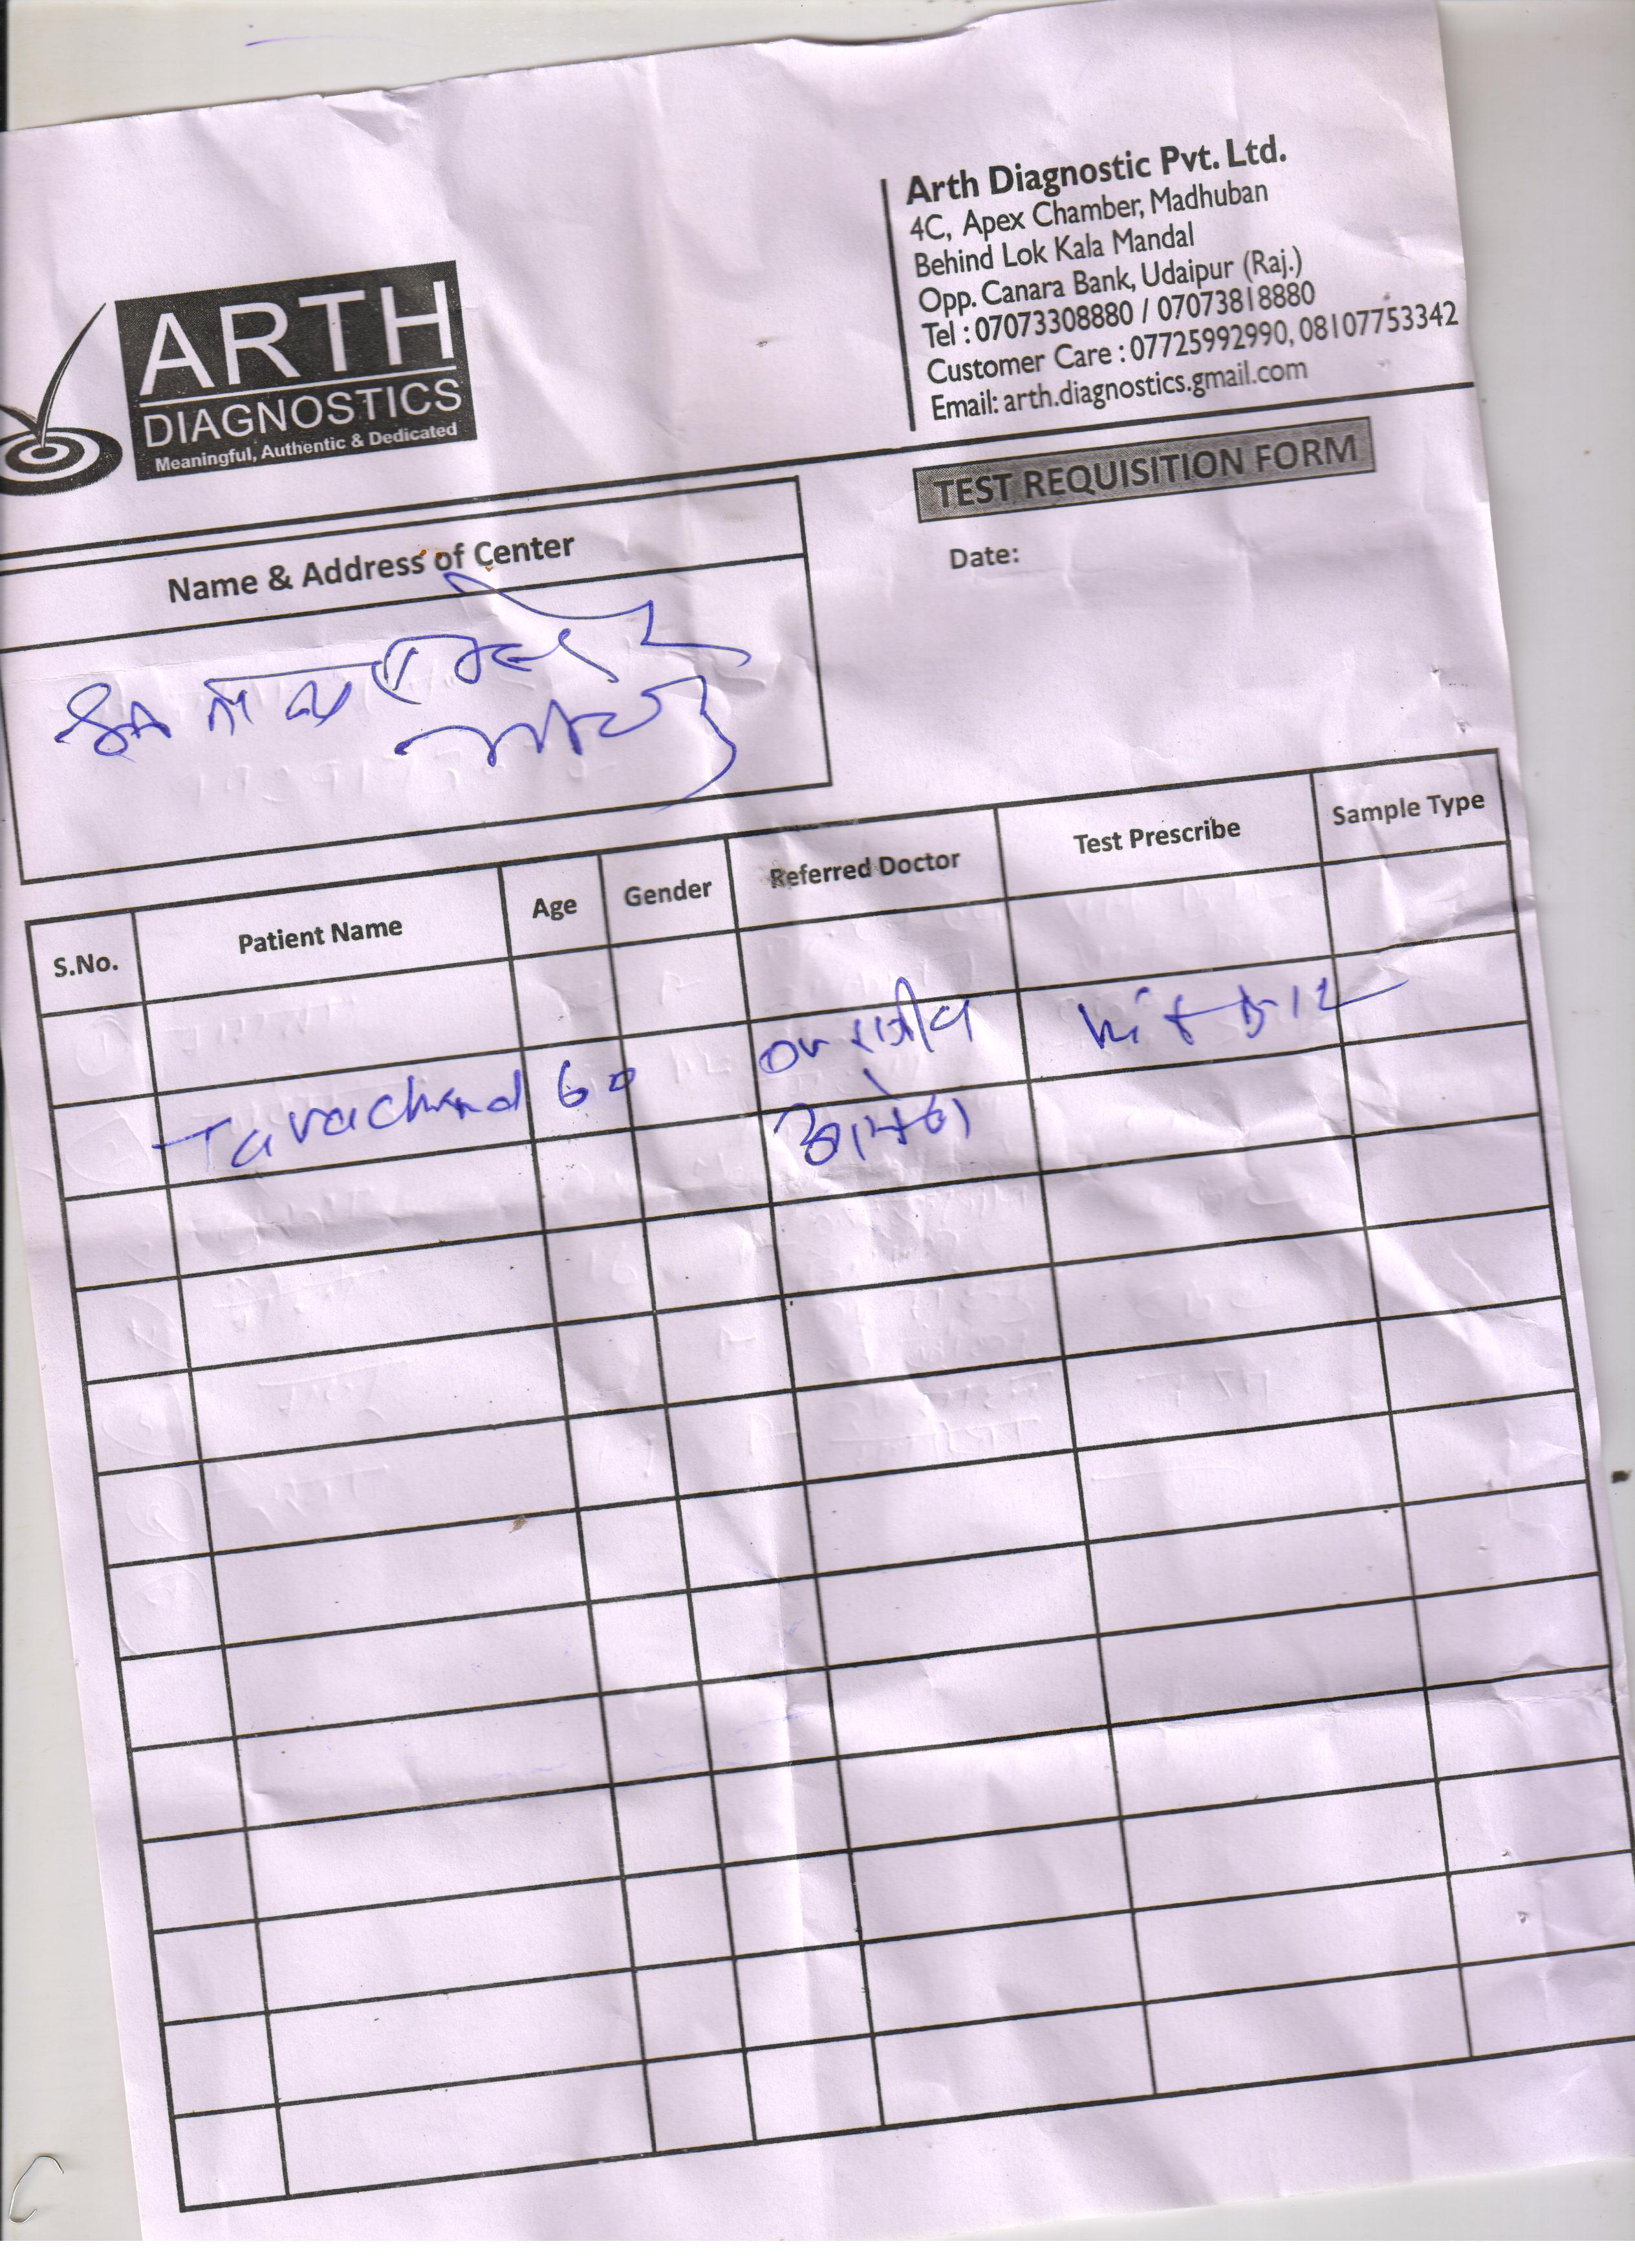 Arth Diagnostic Pvt. Ltd.
4C, Apex Chamber, Madhuban
Behind Lok Kala Mandal
Opp. Canara Bank, Udaipur (Raj.)
Tel : 07073308880 / 07073818880
Customer Care : 07725992990, 08107753342
Email: arth.diagnostics.gmail.com
ARTH
DIAGNOSTICS
Meaningful, Authentic & Dedicated
TEST REQUISITION FORM
Name & Address of Center
Date:
S.No. Patient Name Age Gender Referred Doctor Test Prescribe Sample Type
Tarachand 60 B-12